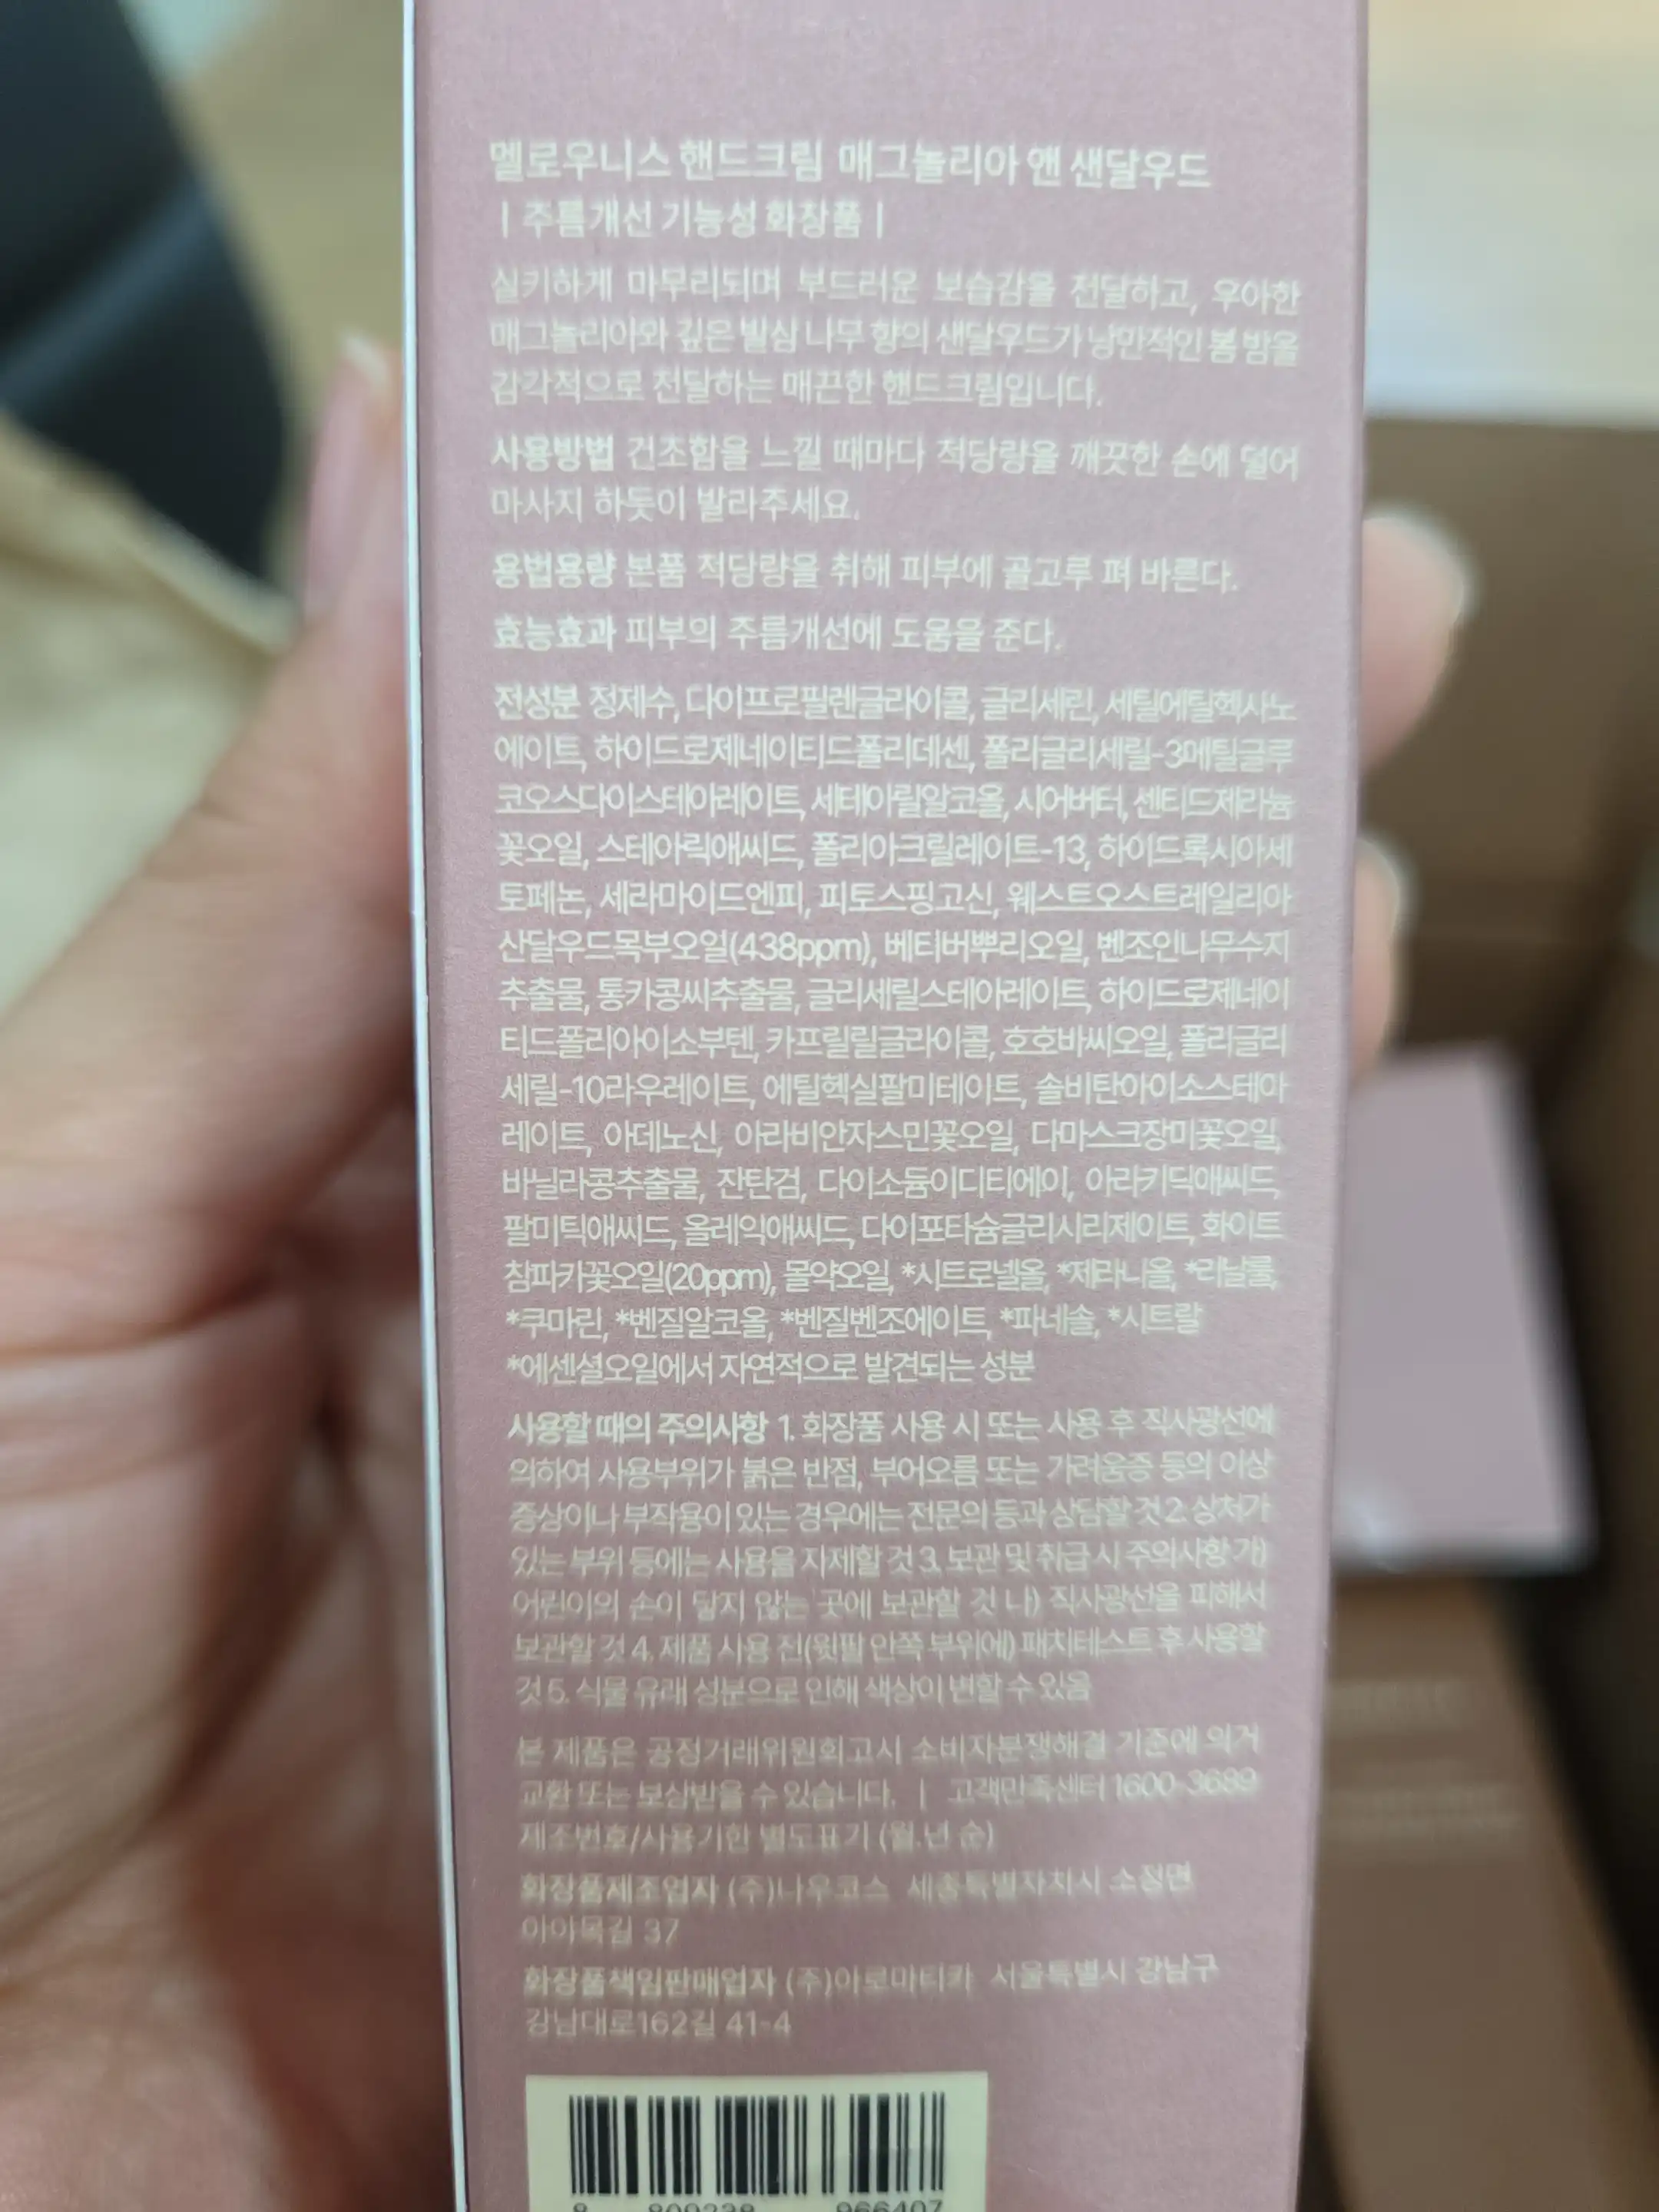 멜로우니스 핸드크림 매그놀리아 앤 샌달우드
| 주름개선 기능성 화장품 |
실키하게 마무리되며 부드러운 보습감을 전달하고, 우아한
매그놀리아와 깊은 발삼 나무 향의 샌달우드가 낭만적인 봄 밤을
감각적으로 전달하는 매끈한 핸드크림입니다.
사용방법 건조함을 느낄 때마다 적당량을 깨끗한 손에 덜어
마사지 하듯이 발라주세요.
용법용량 본품 적당량을 취해 피부에 골고루 펴 바른다.
효능효과 피부의 주름개선에 도움을 준다.
전성분 정제수, 다이프로필렌글라이콜, 글리세린, 세틸에틸헥사노
에이트, 하이드로제네이티드폴리데센, 폴리글리세릴-3메틸글루
코오스다이스테아레이트, 세테아릴알코올, 시어버터, 센티드제라늄
꽃오일, 스테아릭애씨드, 폴리아크릴레이트-13, 하이드록시아세
토페논, 세라마이드엔피, 피토스핑고신, 웨스트오스트레일리아
산달우드목부오일(438ppm), 베티버뿌리오일, 벤조인나무수지
추출물, 통카콩씨추출물, 글리세릴스테아레이트, 하이드로제네이
티드폴리아이소부텐, 카프릴릴글라이콜, 호호바씨오일, 폴리글리
세릴-10라우레이트, 에틸헥실팔미테이트, 솔비탄아이소스테아
레이트, 아데노신, 아라비안자스민꽃오일, 다마스크장미꽃오일,
바닐라콩추출물, 잔탄검, 다이소듐이디티에이, 아라키딕애씨드,
팔미틱애씨드, 올레익애씨드, 다이포타슘글리시리제이트, 화이트
참파카꽃오일(20ppm), 몰약오일, *시트로넬올, *제라니올, *리날룰,
*쿠마린, *벤질알코올, *벤질벤조에이트, *파네솔, *시트랄
*에센셜오일에서 자연적으로 발견되는 성분
사용할 때의 주의사항 1. 화장품 사용 시 또는 사용 후 직사광선에
의하여 사용부위가 붉은 반점, 부어오름 또는 가려움증 등의 이상
증상이나 부작용이 있는 경우에는 전문의 등과 상담할 것 2. 상처가
있는 부위 등에는 사용을 자제할 것 3. 보관 및 취급 시 주의사항 가)
어린이의 손이 닿지 않는 곳에 보관할 것 나) 직사광선을 피해서
보관할 것 4. 제품 사용 전(윗팔 안쪽 부위에) 패치테스트 후 사용할
것 5. 식물 유래 성분으로 인해 색상이 변할 수 있음
본 제품은 공정거래위원회고시 소비자분쟁해결 기준에 의거
교환 또는 보상받을 수 있습니다. | 고객만족센터 1600-3689
제조번호/사용기한 별도표기 (월.년 순)
화장품제조업자 (주)나우코스 세종특별자치시 소정면
아야목길 37
화장품책임판매업자 (주)아로마티카 서울특별시 강남구
강남대로162길 41-4
8 809238 966407